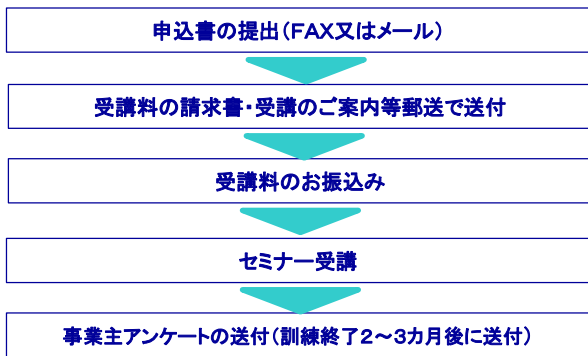 申込書の提出(FAX又はメール)
受講料の請求書・受講のご案内等郵送で送付
受講料のお振込み
セミナー受講
事業主アンケートの送付(訓練終了2～3カ月後に送付)